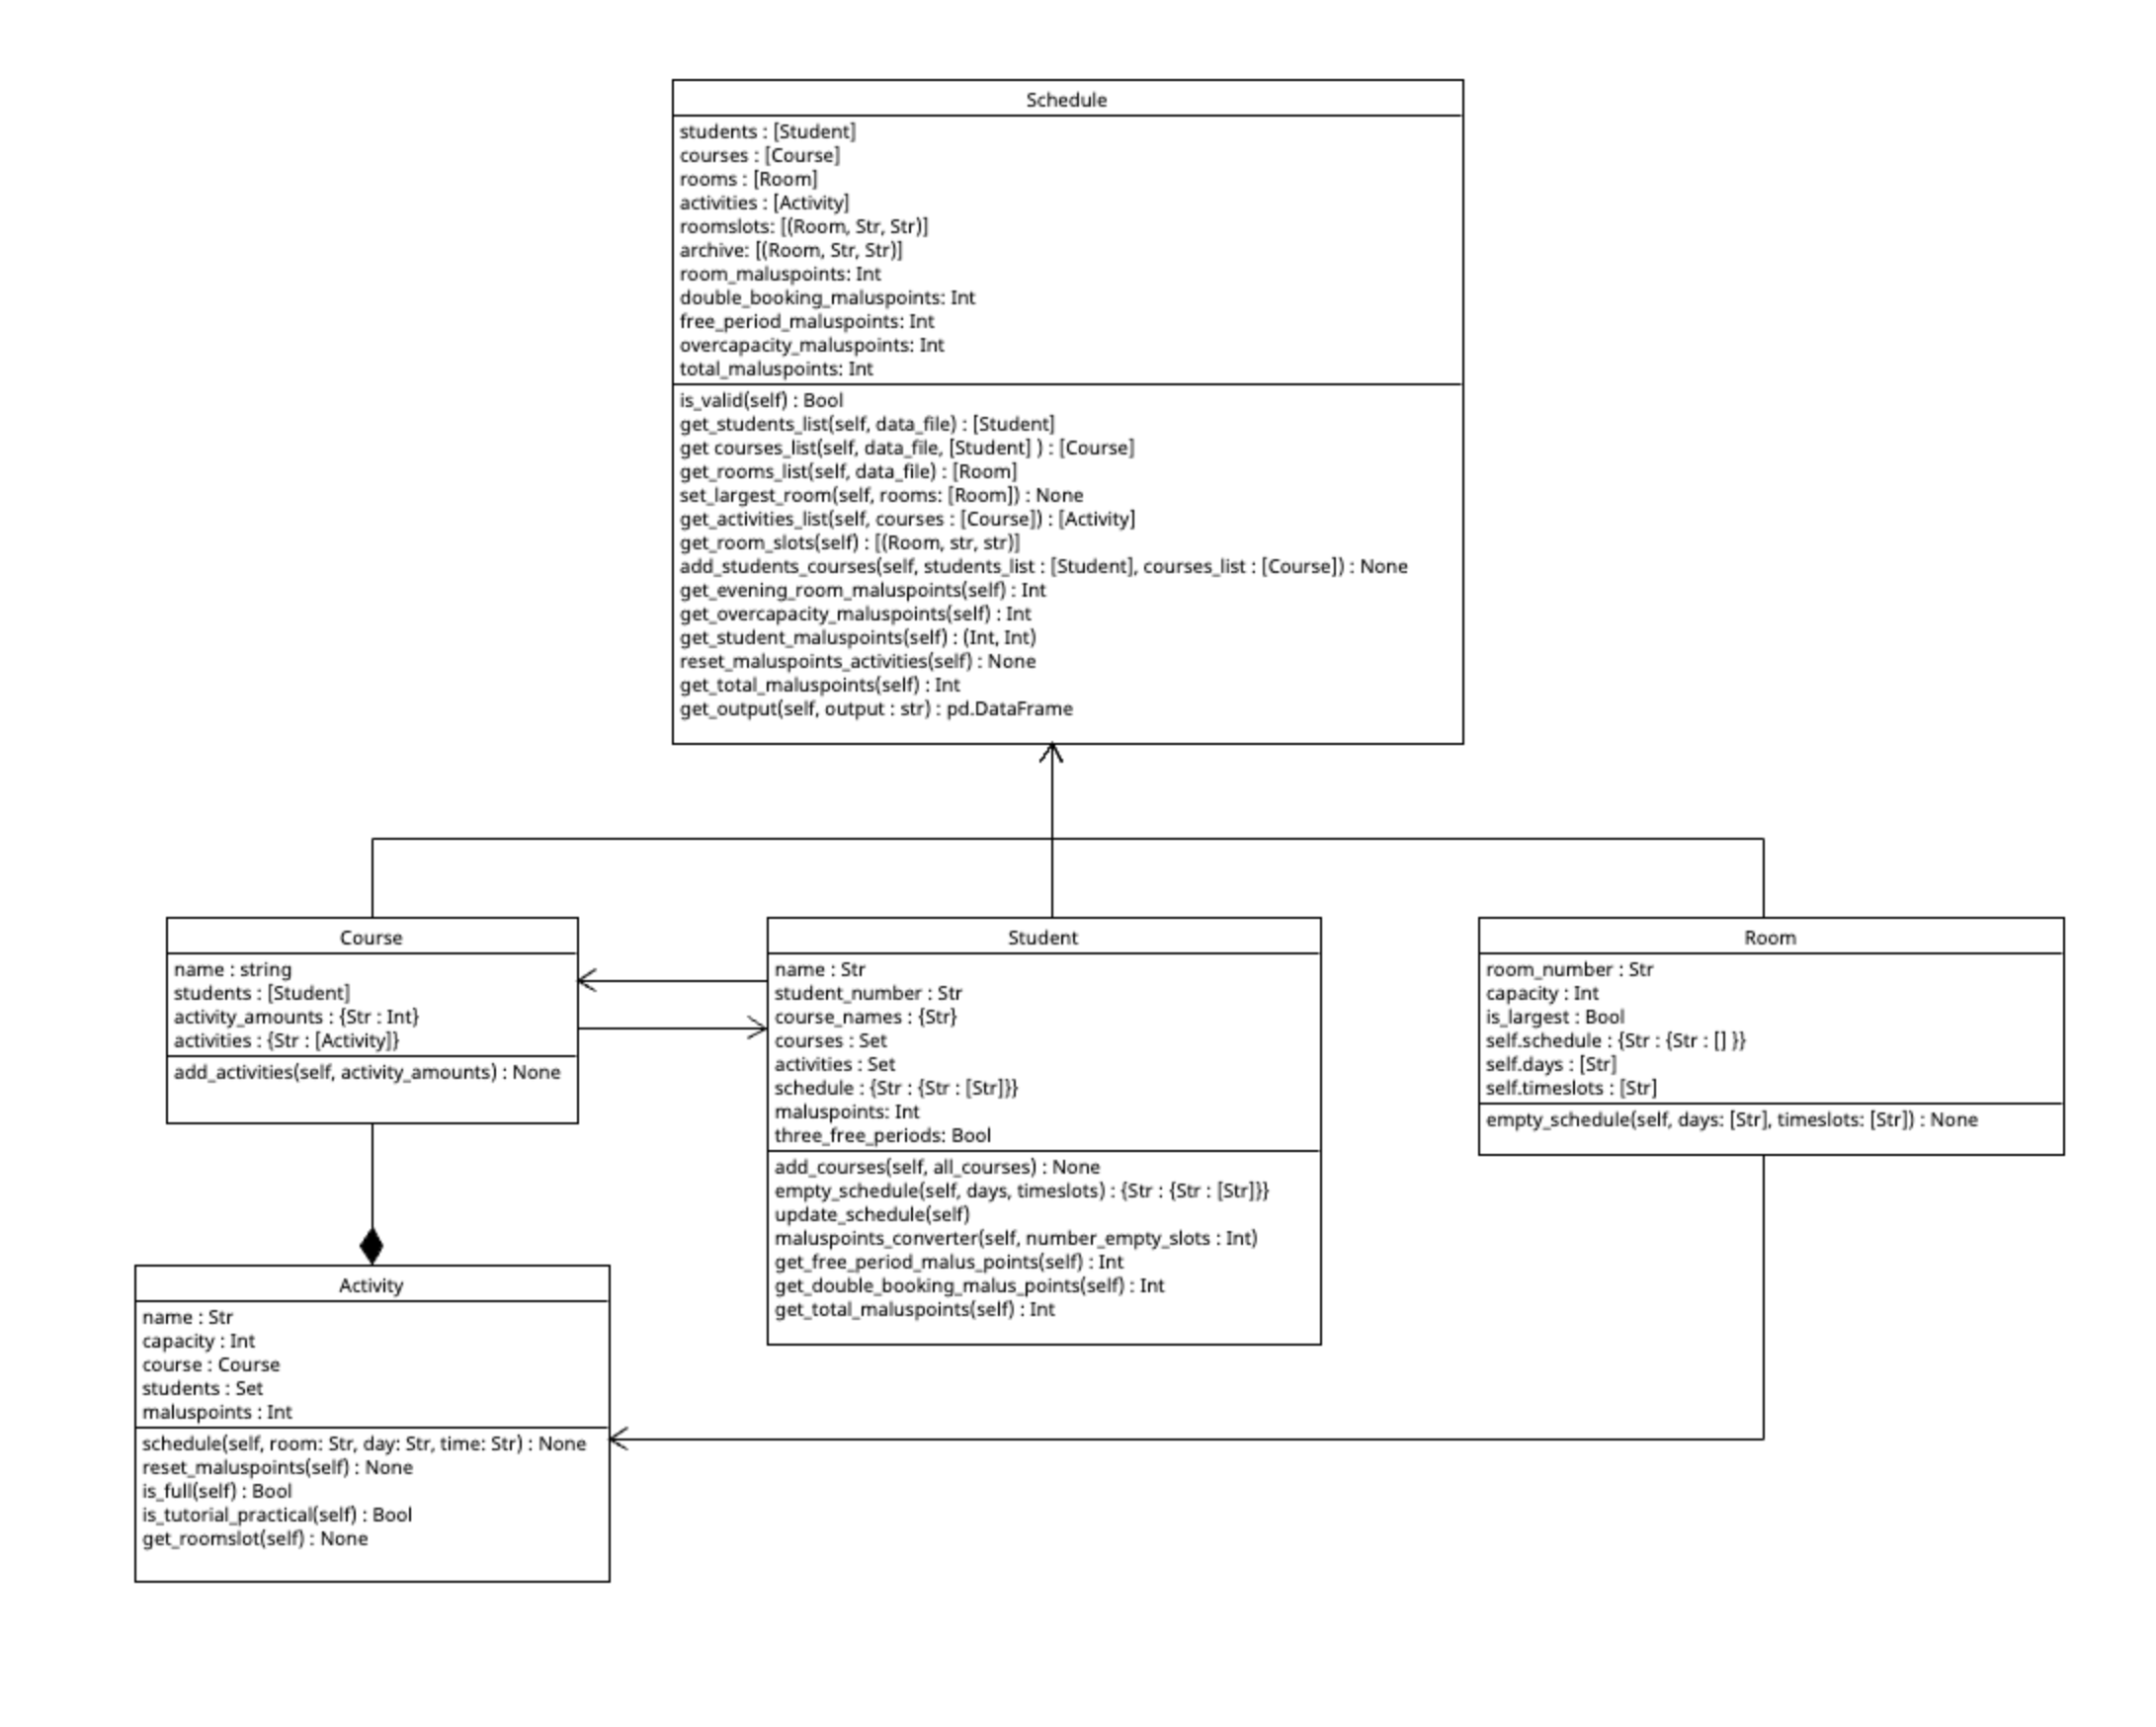 Schedule
students : [Student]
courses : [Course]
rooms : [Room]
activities : [Activity]
roomslots: [(Room, Str, Str)]
archive: [(Room, Str, Str)]
room_maluspoints: Int
double_booking_maluspoints: Int
free_period_maluspoints: Int
overcapacity_maluspoints: Int
total_maluspoints: Int
is_valid(self) : Bool
get_students_list(self, data_file) : [Student]
get courses_list(self, data_file, [Student] ) : [Course]
get_rooms_list(self, data_file) : [Room]
set_largest_room(self, rooms: [Room]) : None
get_activities_list(self, courses : [Course]) : [Activity]
get_room_slots(self) : [(Room, str, str)]
add_students_courses(self, students_list : [Student], courses_list : [Course]) : None
get_evening_room_maluspoints(self) : Int
get_overcapacity_maluspoints(self) : Int
get_student_maluspoints(self) : (Int, Int)
reset_maluspoints_activities(self) : None
get_total_maluspoints(self) : Int
get_output(self, output : str) : pd.DataFrame
Course
name : string
students : [Student]
activity_amounts : {Str : Int}
activities : {Str : [Activity]}
add_activities(self, activity_amounts) : None
Student
name : Str
student_number : Str
course_names : {Str}
courses : Set
activities : Set
schedule : {Str : {Str : [Str]}}
maluspoints: Int
three_free_periods: Bool
add_courses(self, all_courses) : None
empty_schedule(self, days, timeslots) : {Str : {Str : [Str]}}
update_schedule(self)
maluspoints_converter(self, number_empty_slots : Int)
get_free_period_malus_points(self) : Int
get_double_booking_malus_points(self) : Int
get_total_maluspoints(self) : Int
Room
room_number : Str
capacity : Int
is_largest : Bool
self.schedule : {Str : {Str : [] }}
self.days : [Str]
self.timeslots : [Str]
empty_schedule(self, days: [Str], timeslots: [Str]) : None
Activity
name : Str
capacity : Int
course : Course
students : Set
maluspoints : Int
schedule(self, room: Str, day: Str, time: Str) : None
reset_maluspoints(self) : None
is_full(self) : Bool
is_tutorial_practical(self) : Bool
get_roomslot(self) : None